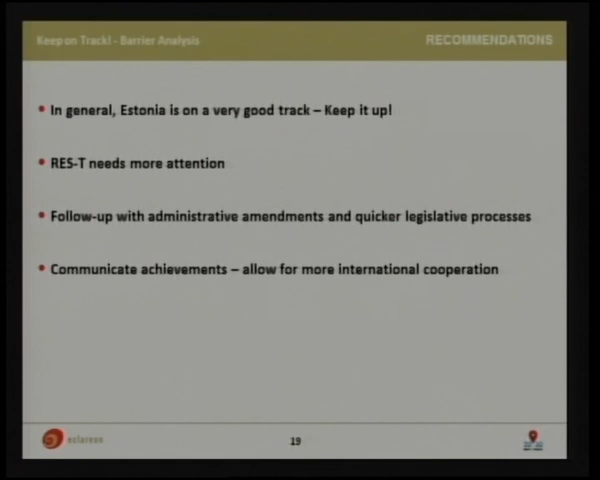 Keep on Track! - Barrier Analysis
RECOMMENDATIONS
• In general, Estonia is on a very good track – Keep it up!
• RES-T needs more attention
• Follow-up with administrative amendments and quicker legislative processes
• Communicate achievements – allow for more international cooperation
eclareon
19